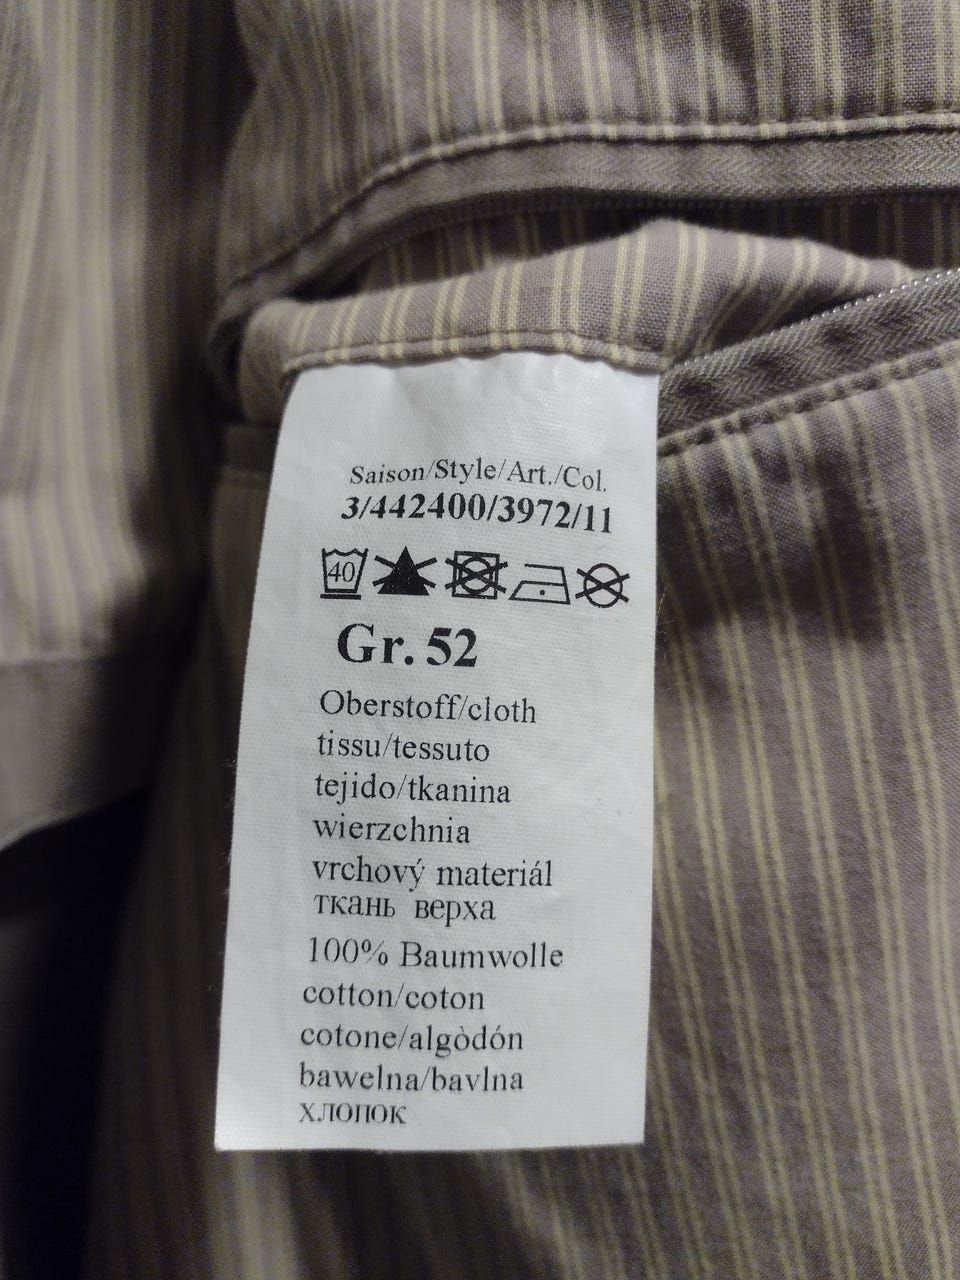 Saison/Style/Art./Col.
3/442400/3972/11
40
Gr. 52
Oberstoff/cloth
tissu/tessuto
tejido/tkanina
wierzchnia
vrchový materiál
ткань верха
100% Baumwolle
cotton/coton
cotone/algòdón
bawelna/bavlna
хлопок